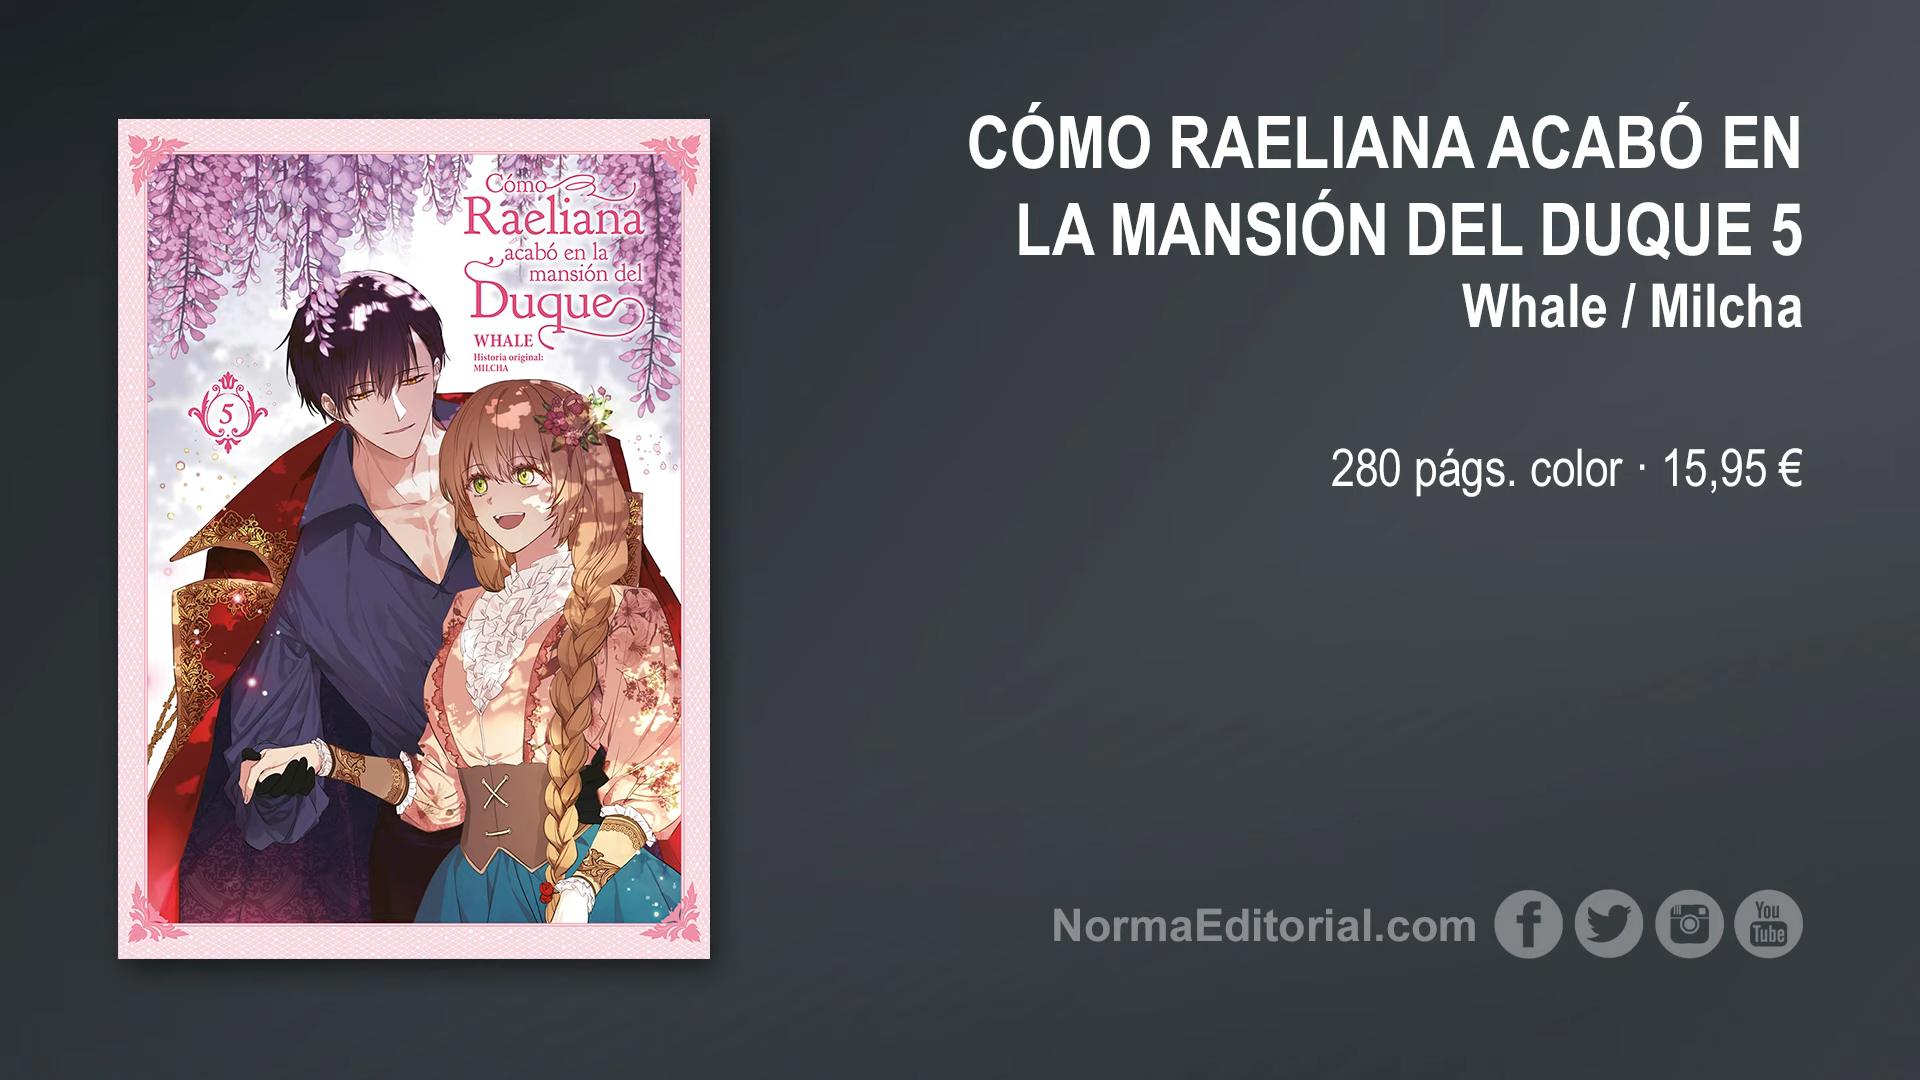 Cómo
Raeliana
acabó en la
mansión del
Duque
WHALE
Historia original:
MILCHA
5
CÓMO RAELIANA ACABÓ EN
LA MANSIÓN DEL DUQUE 5
Whale / Milcha
280 págs. color · 15,95 €
NormaEditorial.com
You
Tube